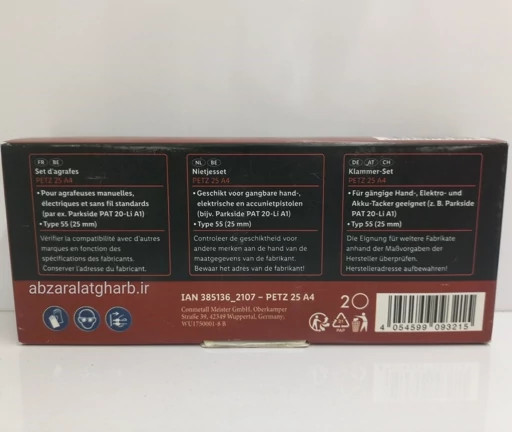 FR BE
Set d'agrafes
PETZ 25 A4
• Pour agrafeuses manuelles,
électriques et sans fil standards
(par ex. Parkside PAT 20-Li A1)
• Type 55 (25 mm)
Vérifier la compatibilité avec d'autres
marques en fonction des
spécifications des fabricants.
Conserver l'adresse du fabricant.
NL BE
Nietjesset
PETZ 25 A4
• Geschikt voor gangbare hand-,
elektrische en accunietpistolen
(bijv. Parkside PAT 20-Li A1)
• Type 55 (25 mm)
Controleer de geschiktheid voor
andere merken aan de hand van de
maatgegevens van de fabrikant.
Bewaar het adres van de fabrikant!
DE AT CH
Klammer-Set
PETZ 25 A4
• Für gängige Hand-, Elektro- und
Akku-Tacker geeignet (z. B. Parkside
PAT 20-Li A1)
• Typ 55 (25 mm)
Die Eignung für weitere Fabrikate
anhand der Maßvorgaben der
Hersteller überprüfen.
Herstelleradresse aufbewahren!
abzaralatgharb.ir
IAN 385136_2107 – PETZ 25 A4
Conmetall Meister GmbH, Oberkamper
Straße 39, 42349 Wuppertal, Germany,
WU1730001-4 B
2
21
PAP
4 054599 093215